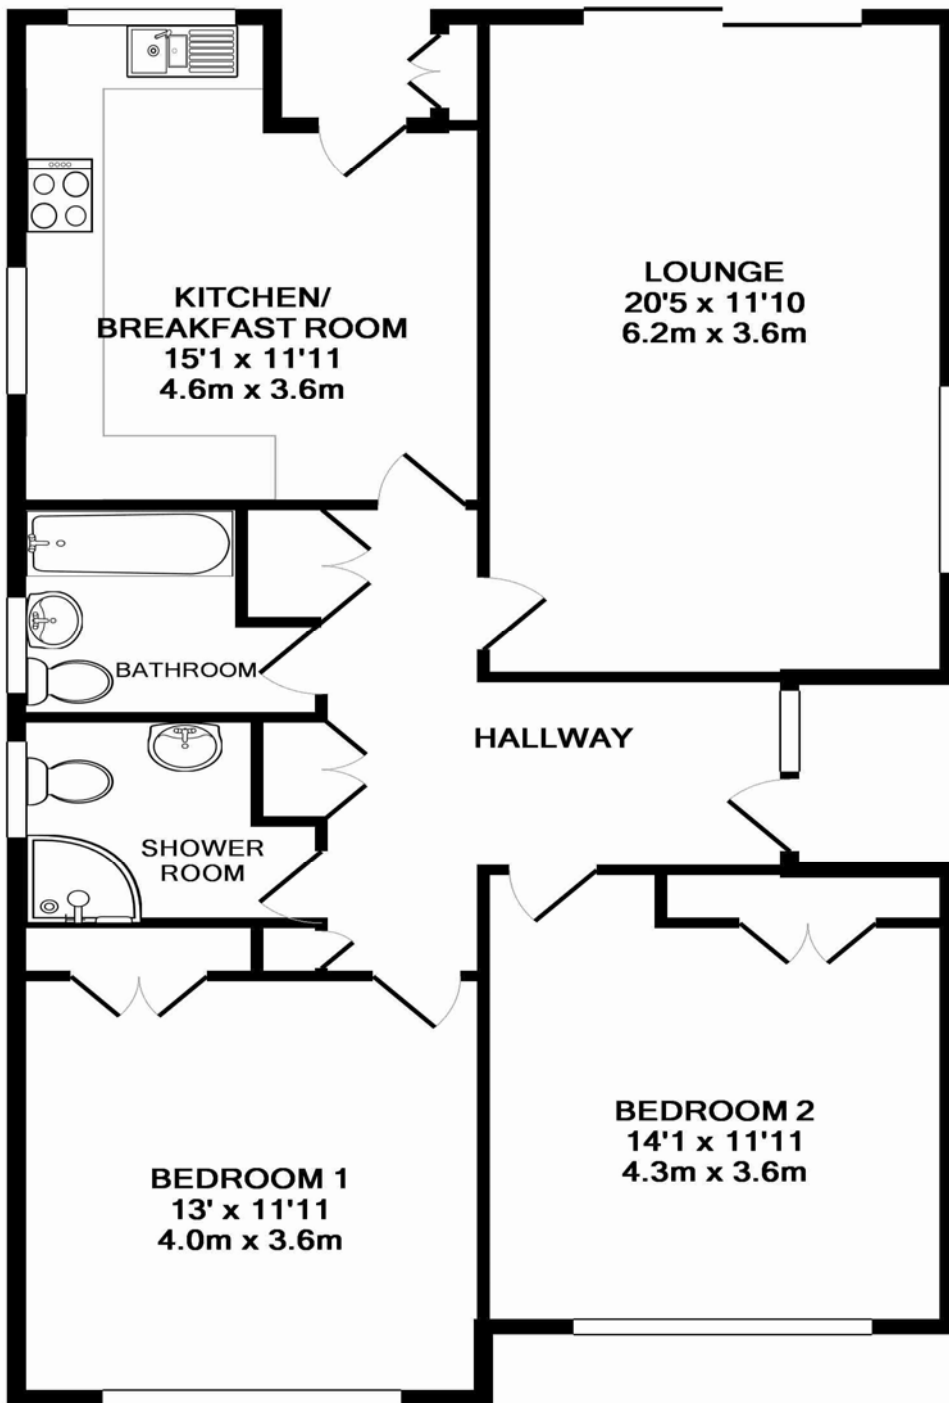 KITCHEN/
BREAKFAST ROOM
15'1 x 11'11
4.6m x 3.6m
LOUNGE
20'5 x 11'10
6.2m x 3.6m
BATHROOM
HALLWAY
SHOWER
ROOM
BEDROOM 1
13' x 11'11
4.0m x 3.6m
BEDROOM 2
14'1 x 11'11
4.3m x 3.6m